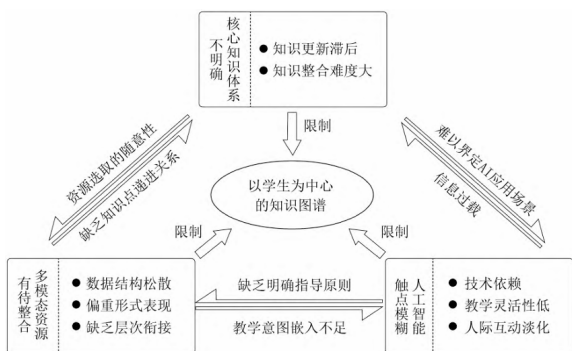 核心知识体系
不明确
● 知识更新滞后
● 知识整合难度大
限制
资源选取的随意性
缺乏知识点递进关系
难以界定AI应用场景
信息过载
以学生为中心
的知识图谱
限制
限制
多模态资源
有待整合
● 数据结构松散
● 偏重形式表现
● 缺乏层次衔接
缺乏明确指导原则
教学意图嵌入不足
人工智能
触点模糊
● 技术依赖
● 教学灵活性低
● 人际互动淡化